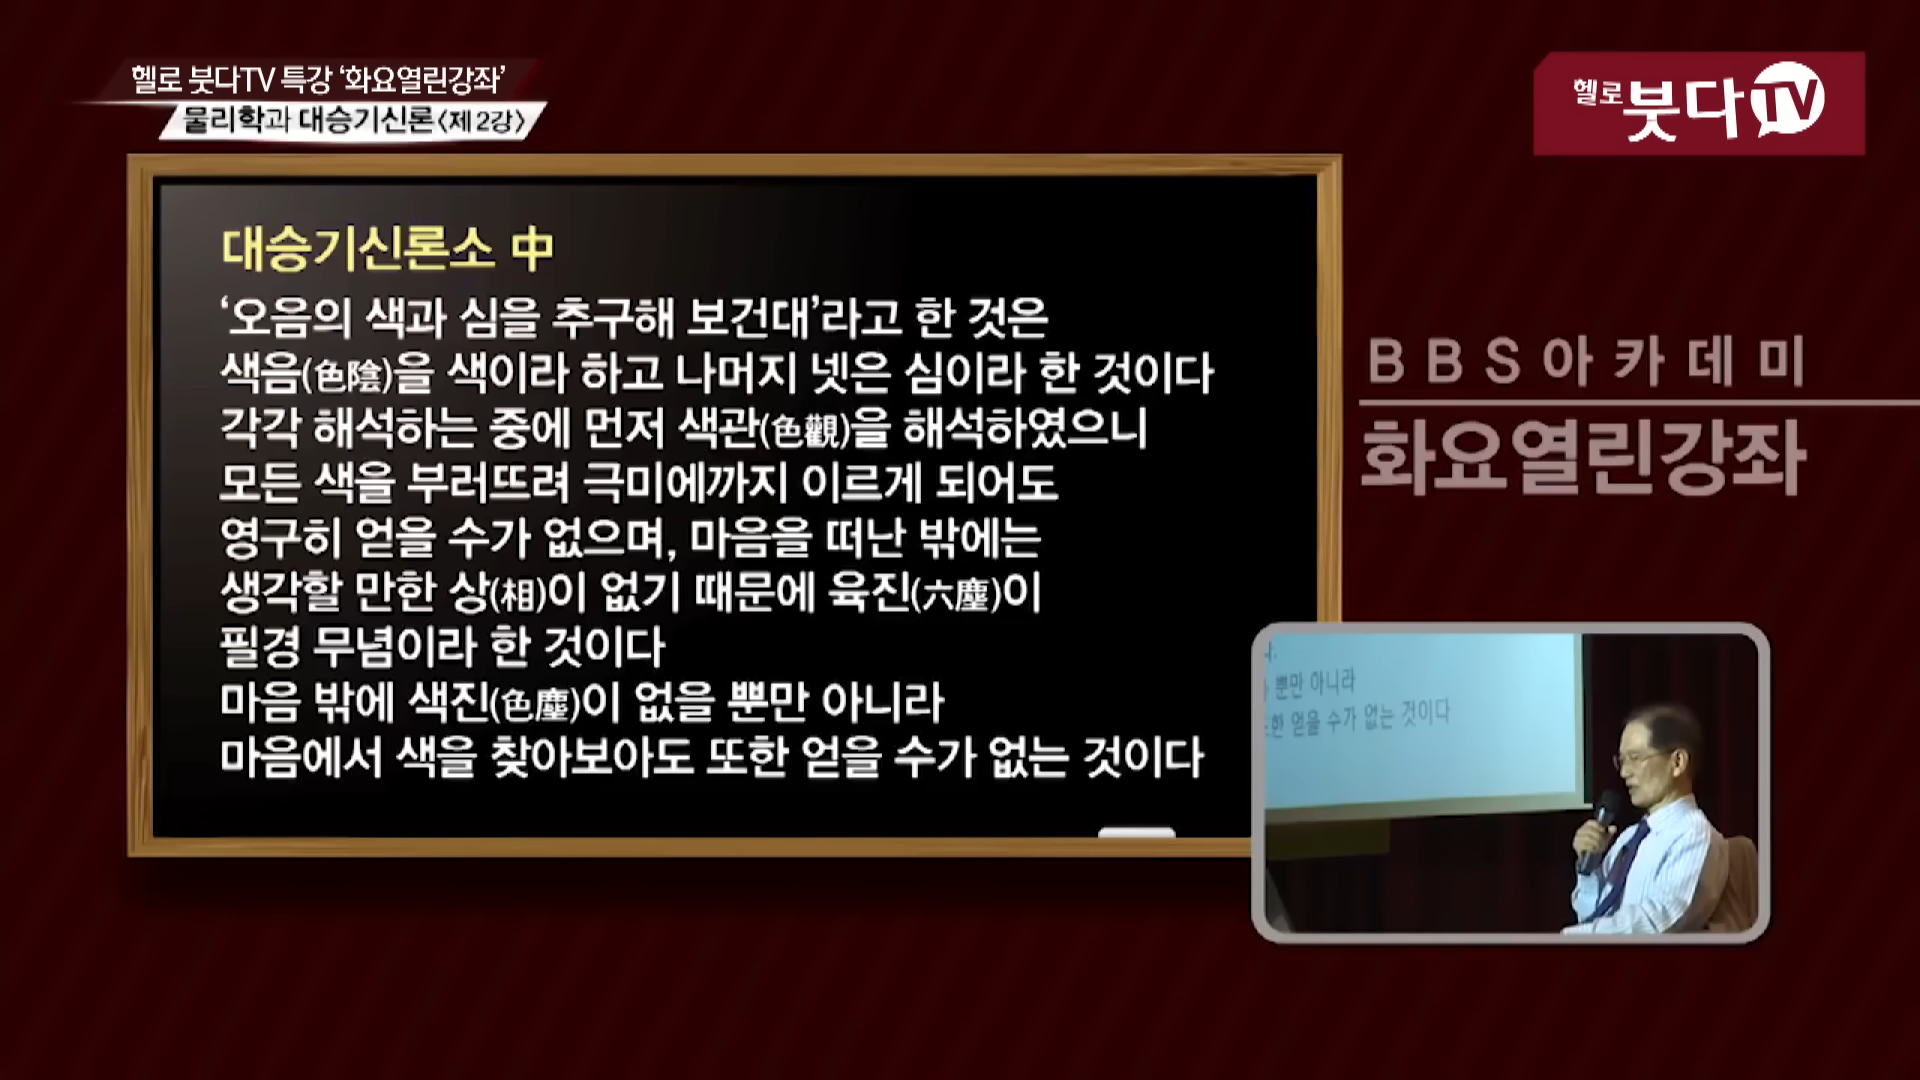 헬로 붓다TV 특강 ‘화요열린강좌’
물리학과 대승기신론〈제2강〉
헬로붓다TV
대승기신론소 中
‘오음의 색과 심을 추구해 보건대’라고 한 것은
색음(色陰)을 색이라 하고 나머지 넷은 심이라 한 것이다
각각 해석하는 중에 먼저 색관(色觀)을 해석하였으니
모든 색을 부러뜨려 극미에까지 이르게 되어도
영구히 얻을 수가 없으며, 마음을 떠난 밖에는
생각할 만한 상(相)이 없기 때문에 육진(六塵)이
필경 무념이라 한 것이다
마음 밖에 색진(色塵)이 없을 뿐만 아니라
마음에서 색을 찾아보아도 또한 얻을 수가 없는 것이다
BBS아카데미
화요열린강좌
뿐만 아니라
얻을 수가 없는 것이다